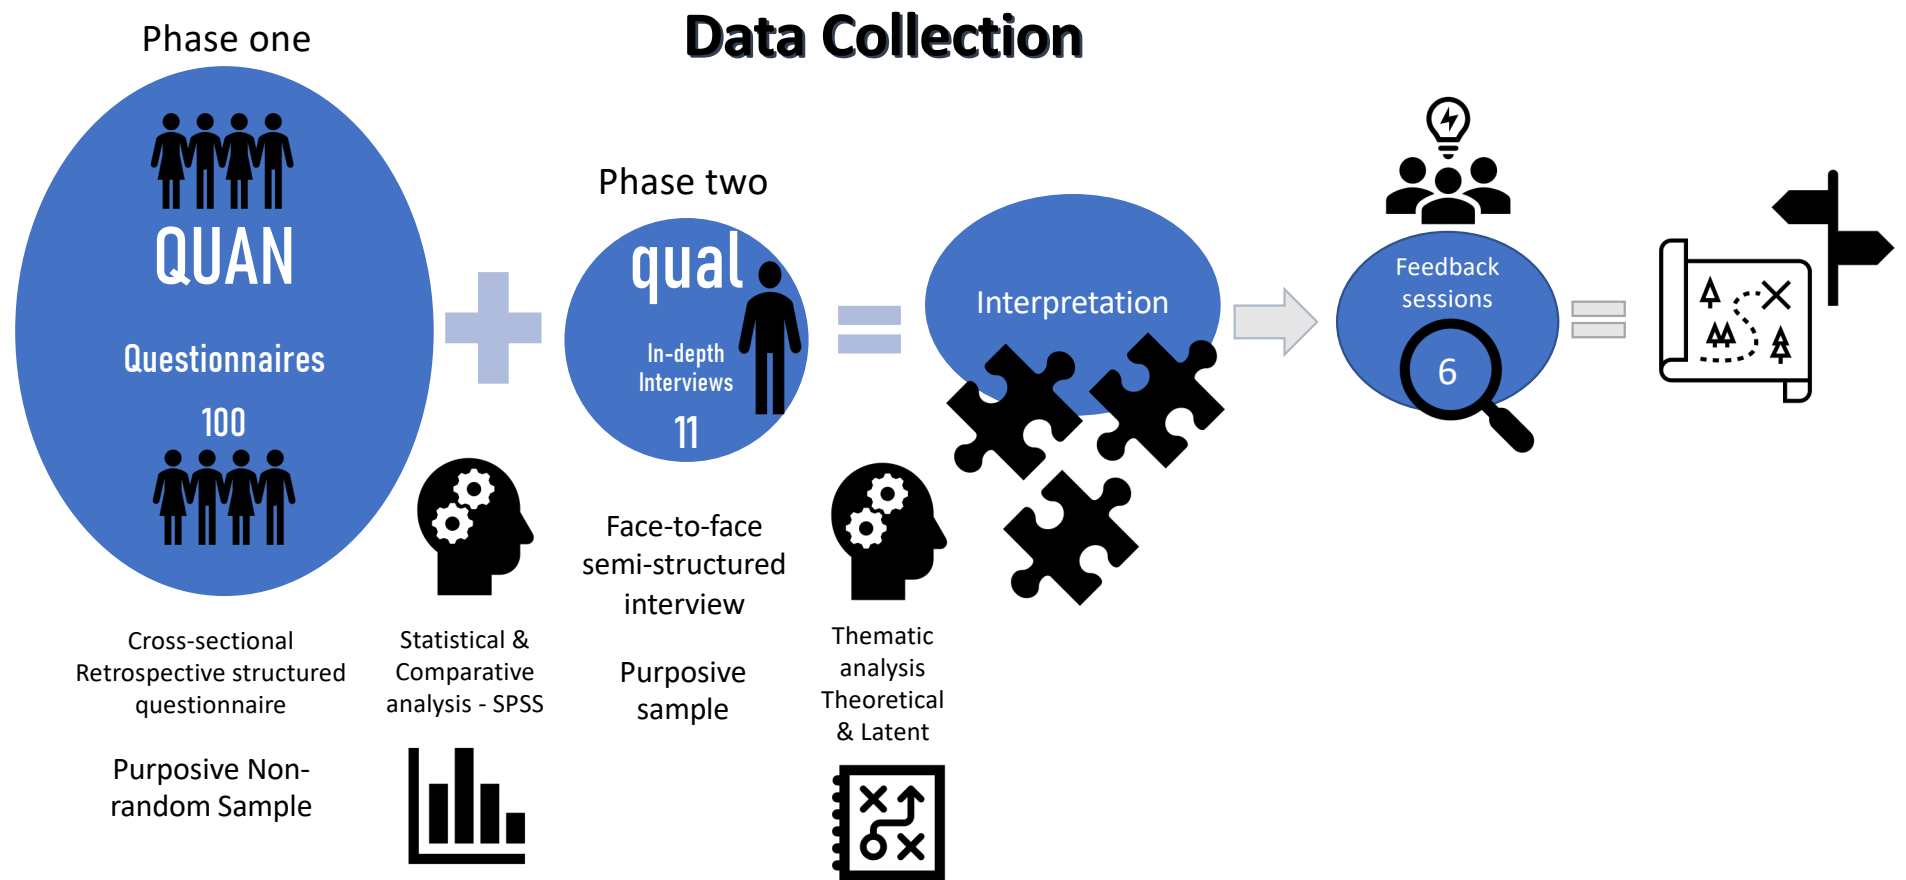 Data Collection
Phase one
QUAN
Questionnaires
100
Cross-sectional
Retrospective structured
questionnaire
Purposive Non-
random Sample
Statistical &
Comparative
analysis - SPSS
Phase two
qual
In-depth
Interviews
11
Face-to-face
semi-structured
interview
Purposive
sample
Thematic
analysis
Theoretical
& Latent
Interpretation
Feedback
sessions
6